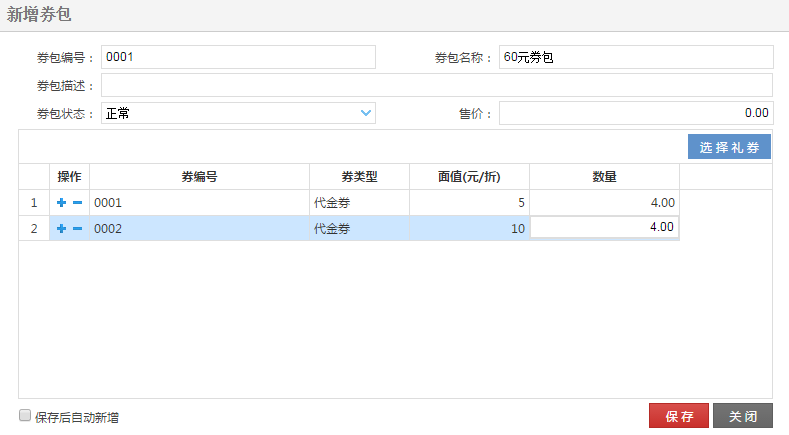 新增券包
券包编号： 0001 券包名称： 60元券包
券包描述：
券包状态： 正常 售价： 0.00
选择礼券
操作 券编号 券类型 面值(元/折) 数量
1 0001 代金券 5 4.00
2 0002 代金券 10 4.00
保存后自动新增 保存 关闭